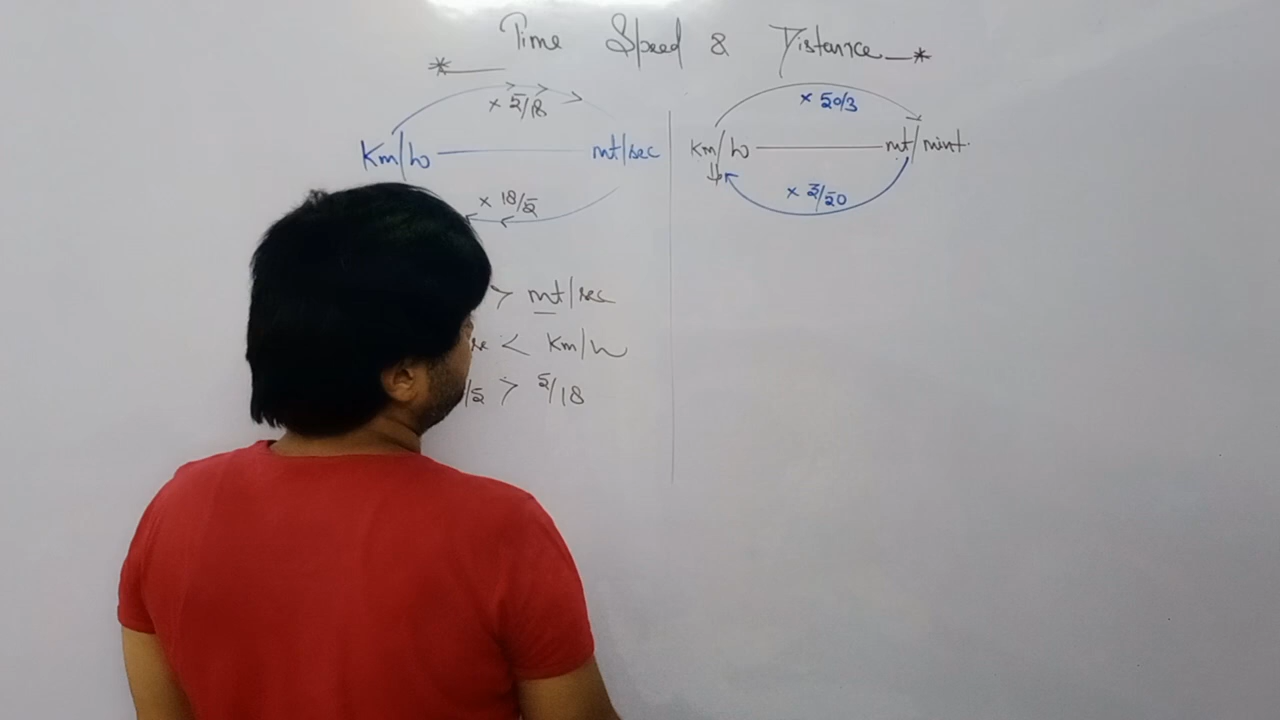 * Time Speed & Distance *
× 5/18
Km/h mt/sec
× 18/5
> mt/sec
< Km/h
/5 > 5/18
× 50/3
Km/h mt/mint.
× 3/50